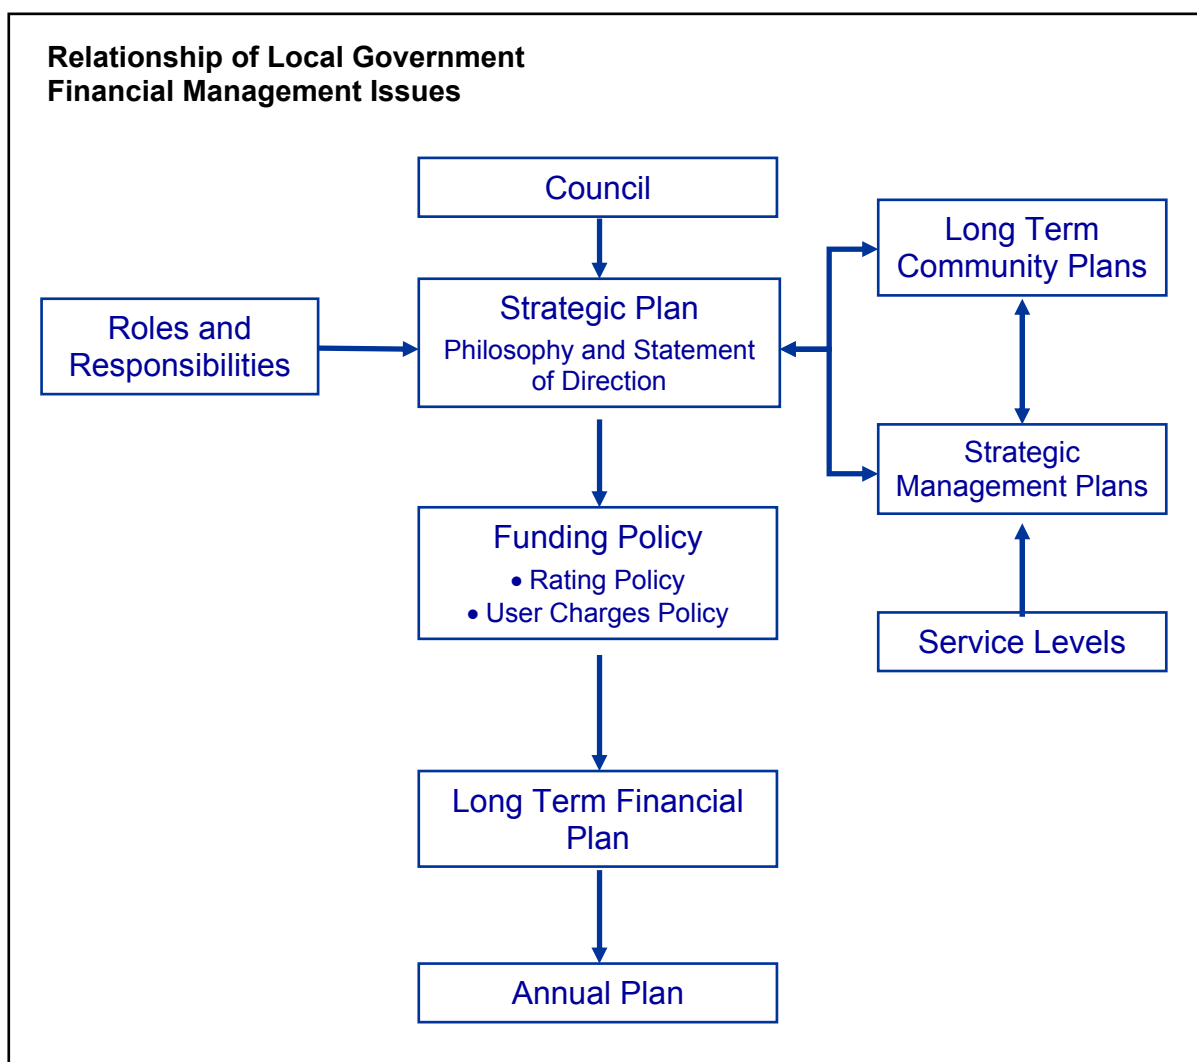 Relationship of Local Government
Financial Management Issues
Council
Long Term
Community Plans
Roles and
Responsibilities
Strategic Plan
Philosophy and Statement
of Direction
Strategic
Management Plans
Funding Policy
• Rating Policy
• User Charges Policy
Service Levels
Long Term Financial
Plan
Annual Plan